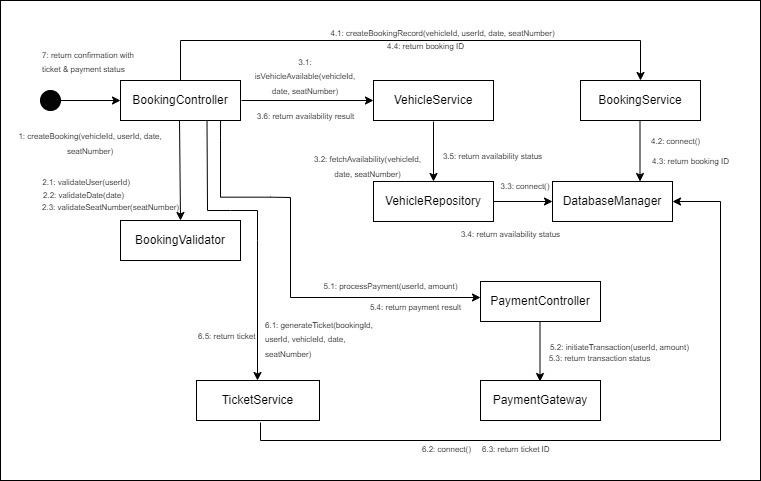 4.1: createBookingRecord(vehicleId, userId, date, seatNumber)
4.4: return booking ID
7: return confirmation with
ticket & payment status
3.1:
isVehicleAvailable(vehicleId,
date, seatNumber)
BookingController
VehicleService
BookingService
3.6: return availability result
1: createBooking(vehicleId, userId, date,
seatNumber)
4.2: connect()
4.3: return booking ID
3.2: fetchAvailability(vehicleId,
date, seatNumber)
3.5: return availability status
2.1: validateUser(userId)
2.2: validateDate(date)
2.3: validateSeatNumber(seatNumber)
3.3: connect()
VehicleRepository
DatabaseManager
3.4: return availability status
BookingValidator
5.1: processPayment(userId, amount)
5.4: return payment result
PaymentController
6.5: return ticket
6.1: generateTicket(bookingId,
userId, vehicleId, date,
seatNumber)
5.2: initiateTransaction(userId, amount)
5.3: return transaction status
TicketService
PaymentGateway
6.2: connect()
6.3: return ticket ID